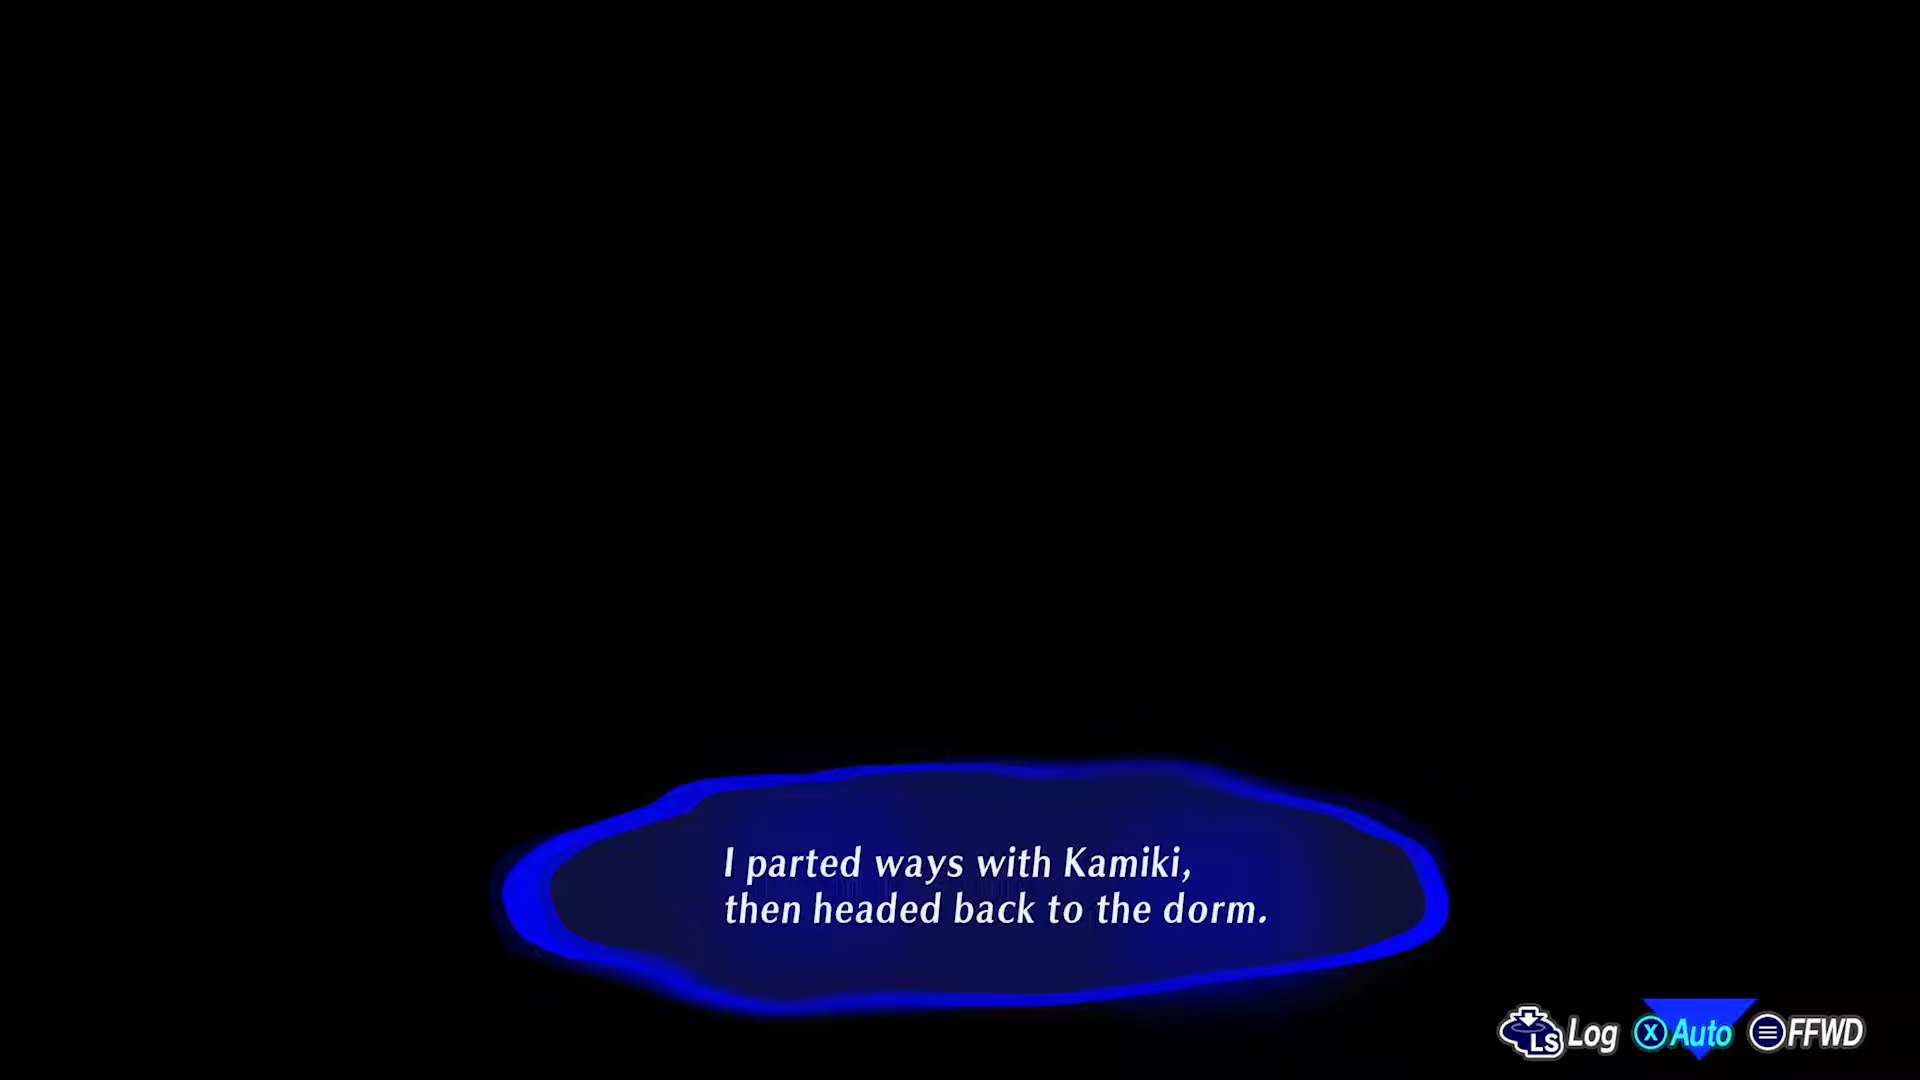 I parted ways with Kamiki,
then headed back to the dorm.
LS Log X Auto FFWD